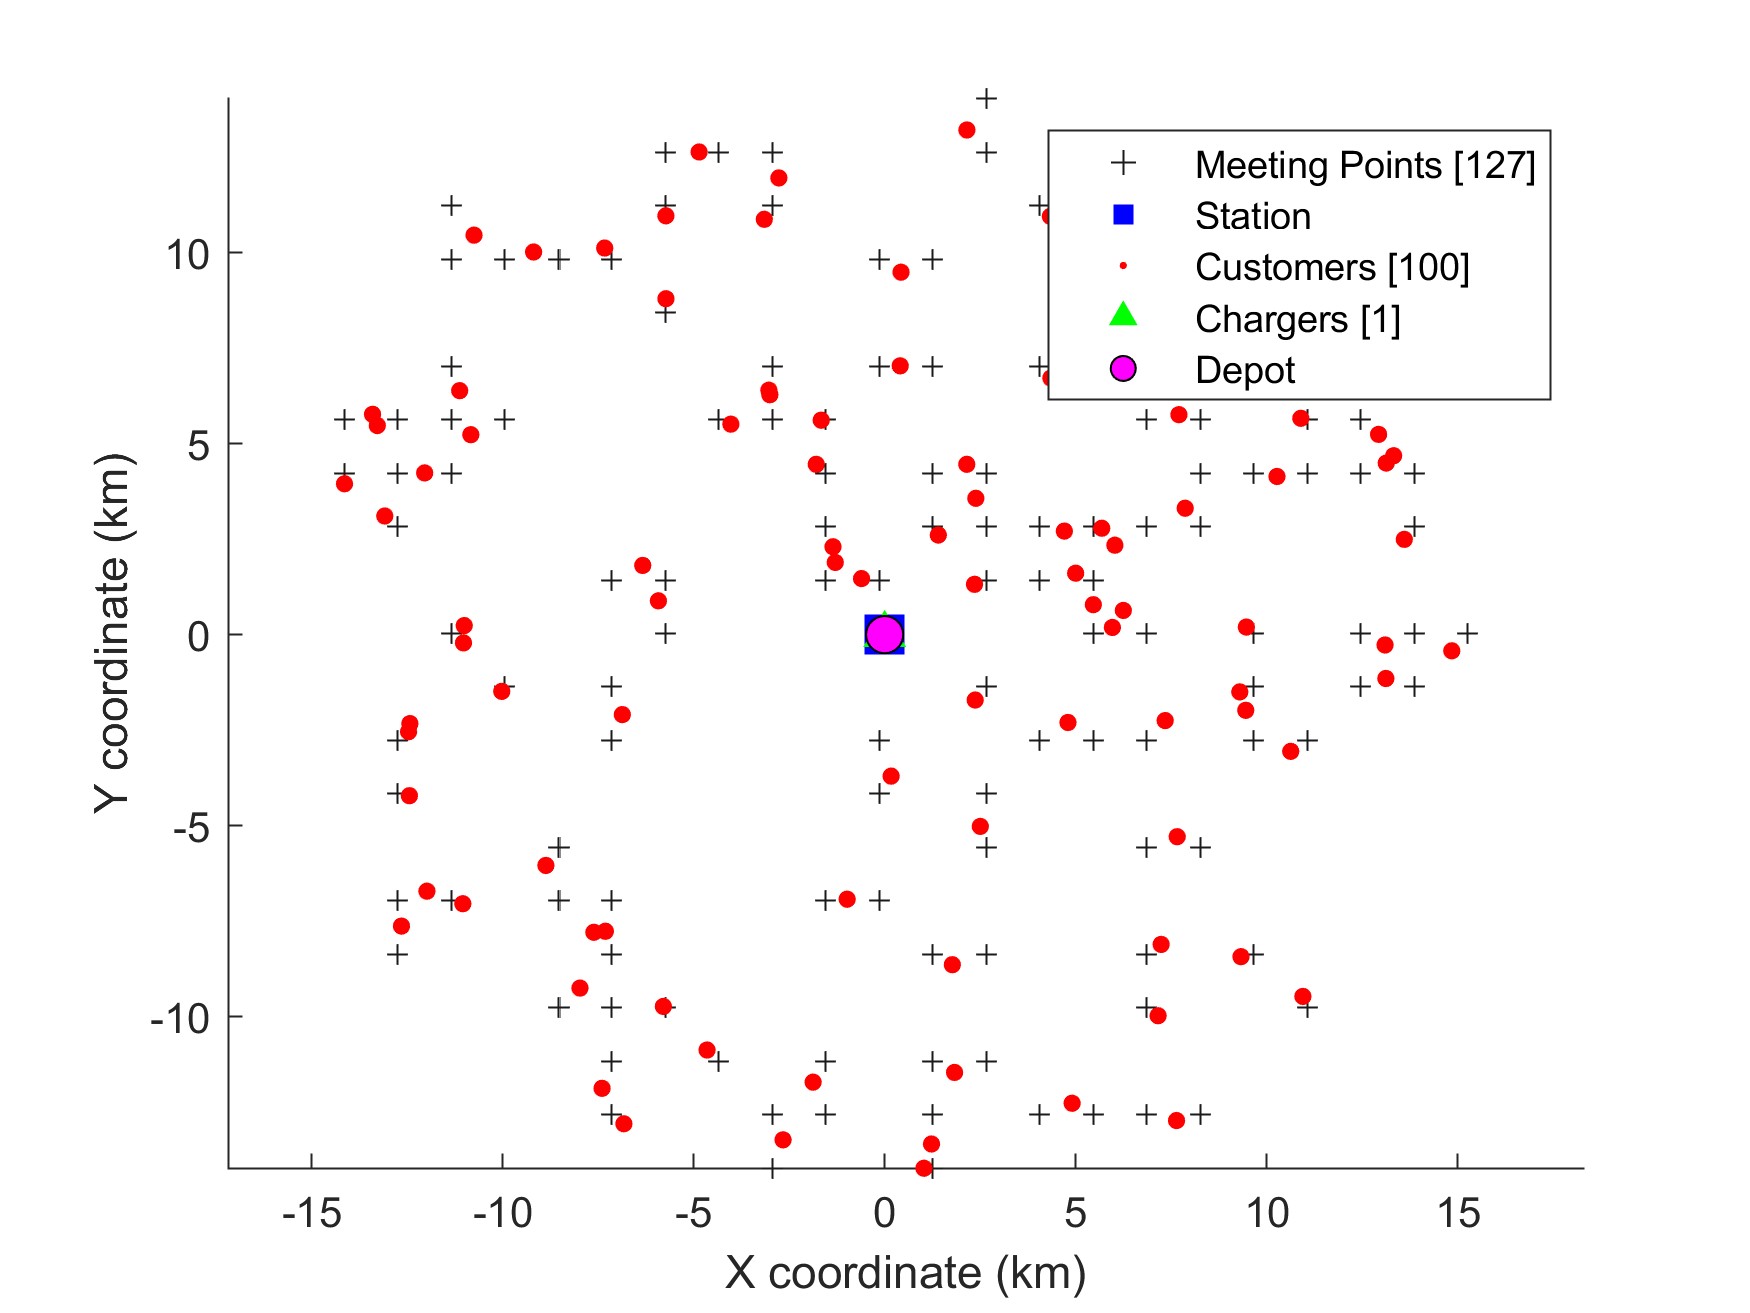 Meeting Points [127]
Station
Customers [100]
Chargers [1]
Depot
10
5
0
-5
-10
Y coordinate (km)
-15 -10 -5 0 5 10 15
X coordinate (km)